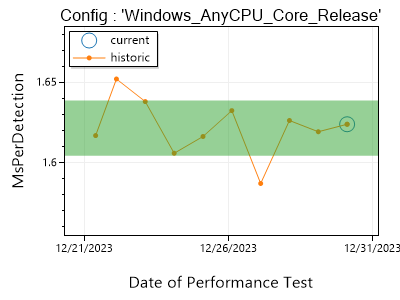 Config : 'Windows_AnyCPU_Core_Release'
current
historic
MsPerDetection
1.65
1.6
12/21/2023
12/26/2023
12/31/2023
Date of Performance Test